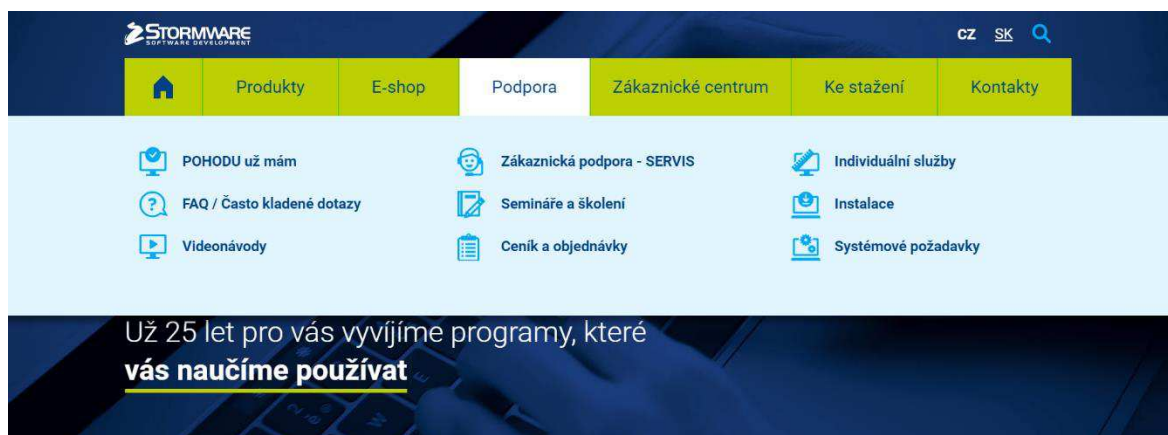 STORMWARE
SOFTWARE DEVELOPMENT
CZ SK
Produkty E-shop Podpora Zákaznické centrum Ke stažení Kontakty
POHODU už mám Zákaznická podpora - SERVIS Individuální služby
FAQ / Často kladené dotazy Semináře a školení Instalace
Videonávody Ceník a objednávky Systémové požadavky
Už 25 let pro vás vyvíjíme programy, které
vás naučíme používat